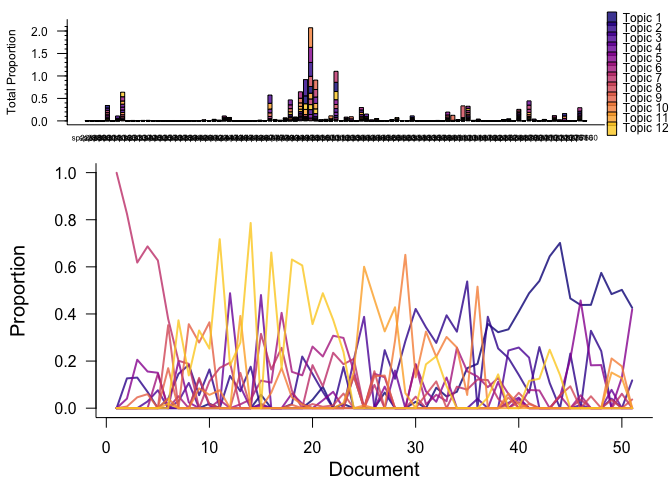 Total Proportion
2.0
1.5
1.0
0.5
0.0
Topic 1
Topic 2
Topic 3
Topic 4
Topic 5
Topic 6
Topic 7
Topic 8
Topic 9
Topic 10
Topic 11
Topic 12
Proportion
1.0
0.8
0.6
0.4
0.2
0.0
0 10 20 30 40 50
Document